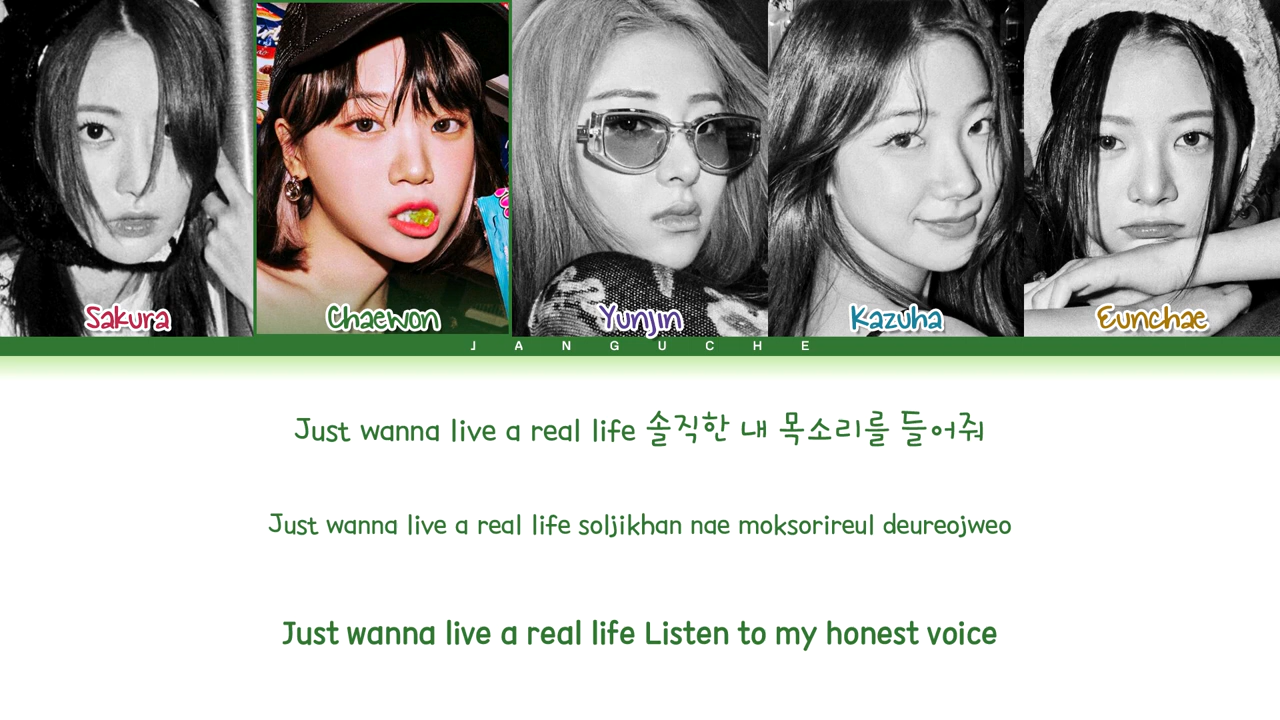 Sakura
Chaewon
Yunjin
Kazuha
Eunchae
JANGUCHE
Just wanna live a real life 솔직한 내 목소리를 들어줘
Just wanna live a real life soljikhan nae moksorireul deureojweo
Just wanna live a real life Listen to my honest voice